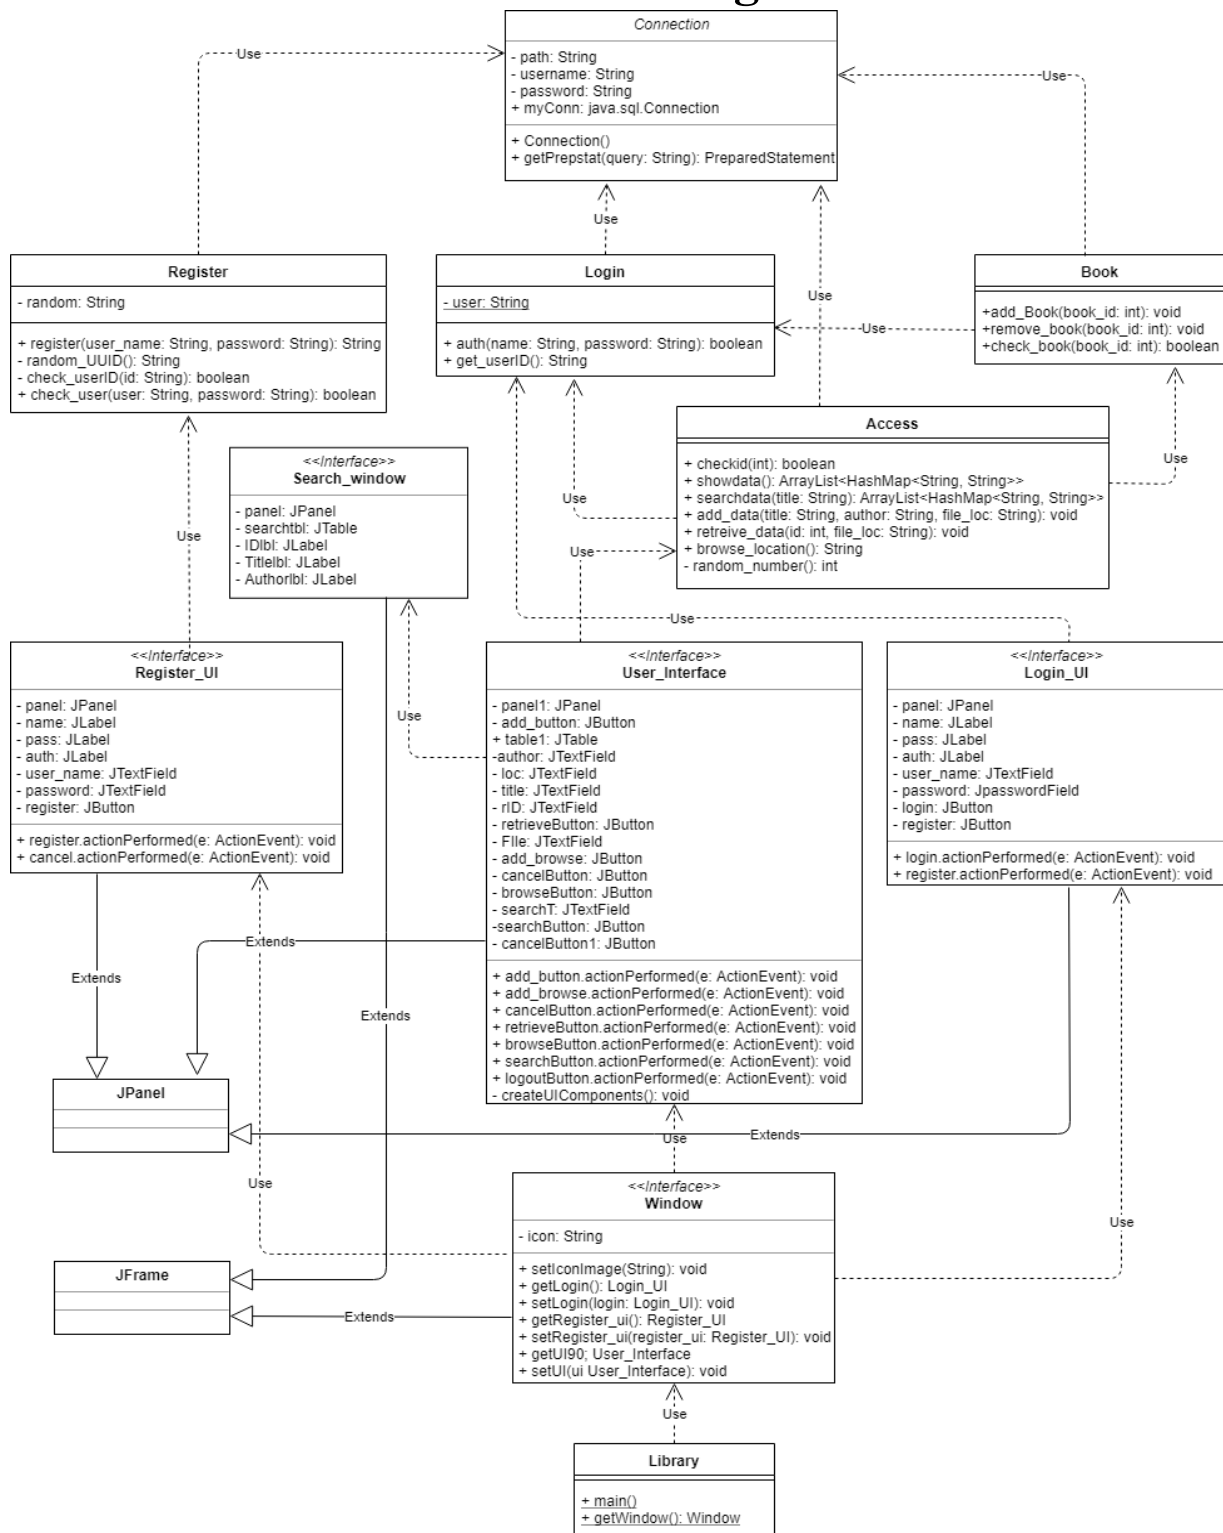 Connection
- path: String
- username: String
- password: String
+ myConn: java.sql.Connection
+ Connection()
+ getPrepstat(query: String): PreparedStatement
Use
Use
Use
Use
Register
- random: String
+ register(user_name: String, password: String): String
- random_UUID(): String
- check_userID(id: String): boolean
+ check_user(user: String, password: String): boolean
Login
- user: String
+ auth(name: String, password: String): boolean
+ get_userID(): String
Use
Book
+add_Book(book_id: int): void
+remove_book(book_id: int): void
+check_book(book_id: int): boolean
Access
+ checkid(int): boolean
+ showdata(): ArrayList<HashMap<String, String>>
+ searchdata(title: String): ArrayList<HashMap<String, String>>
+ add_data(title: String, author: String, file_loc: String): void
+ retreive_data(id: int, file_loc: String): void
+ browse_location(): String
- random_number(): int
Use
Use
Use
Use
Use
<<Interface>>
Search_window
- panel: JPanel
- searchtbl: JTable
- IDlbl: JLabel
- Titlelbl: JLabel
- Authorlbl: JLabel
<<Interface>>
Register_UI
- panel: JPanel
- name: JLabel
- pass: JLabel
- auth: JLabel
- user_name: JTextField
- password: JTextField
- register: JButton
+ register.actionPerformed(e: ActionEvent): void
+ cancel.actionPerformed(e: ActionEvent): void
Use
<<Interface>>
User_Interface
- panel1: JPanel
- add_button: JButton
+ table1: JTable
-author: JTextField
- loc: JTextField
- title: JTextField
- rID: JTextField
- retrieveButton: JButton
- FIle: JTextField
- add_browse: JButton
- cancelButton: JButton
- browseButton: JButton
- searchT: JTextField
-searchButton: JButton
- cancelButton1: JButton
+ add_button.actionPerformed(e: ActionEvent): void
+ add_browse.actionPerformed(e: ActionEvent): void
+ cancelButton.actionPerformed(e: ActionEvent): void
+ retrieveButton.actionPerformed(e: ActionEvent): void
+ browseButton.actionPerformed(e: ActionEvent): void
+ searchButton.actionPerformed(e: ActionEvent): void
+ logoutButton.actionPerformed(e: ActionEvent): void
- createUIComponents(): void
<<Interface>>
Login_UI
- panel: JPanel
- name: JLabel
- pass: JLabel
- auth: JLabel
- user_name: JTextField
- password: JpasswordField
- login: JButton
- register: JButton
+ login.actionPerformed(e: ActionEvent): void
+ register.actionPerformed(e: ActionEvent): void
Extends
Extends
Extends
JPanel
Extends
Use
Use
Use
<<Interface>>
Window
- icon: String
+ setIconImage(String): void
+ getLogin(): Login_UI
+ setLogin(login: Login_UI): void
+ getRegister_ui(): Register_UI
+ setRegister_ui(register_ui: Register_UI): void
+ getUI90; User_Interface
+ setUI(ui User_Interface): void
JFrame
Extends
Use
Library
+ main()
+ getWindow(): Window